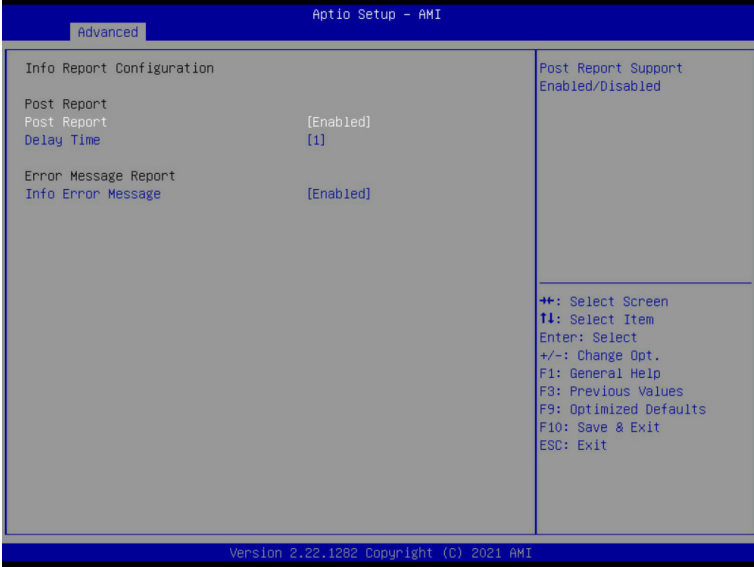 Aptio Setup – AMI
Advanced
Info Report Configuration
Post Report
Post Report [Enabled]
Delay Time [1]
Error Message Report
Info Error Message [Enabled]
Post Report Support
Enabled/Disabled
→←: Select Screen
↑↓: Select Item
Enter: Select
+/-: Change Opt.
F1: General Help
F3: Previous Values
F9: Optimized Defaults
F10: Save & Exit
ESC: Exit
Version 2.22.1282 Copyright (C) 2021 AMI